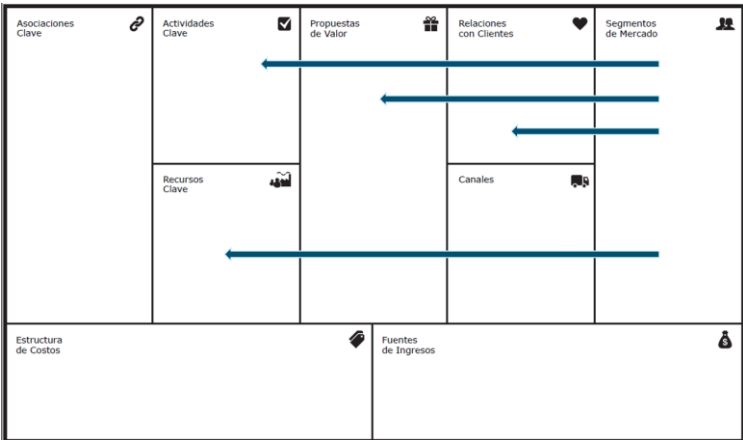 Asociaciones
Clave
Actividades
Clave
Propuestas
de Valor
Relaciones
con Clientes
Segmentos
de Mercado
Recursos
Clave
Canales
Estructura
de Costos
Fuentes
de Ingresos
$